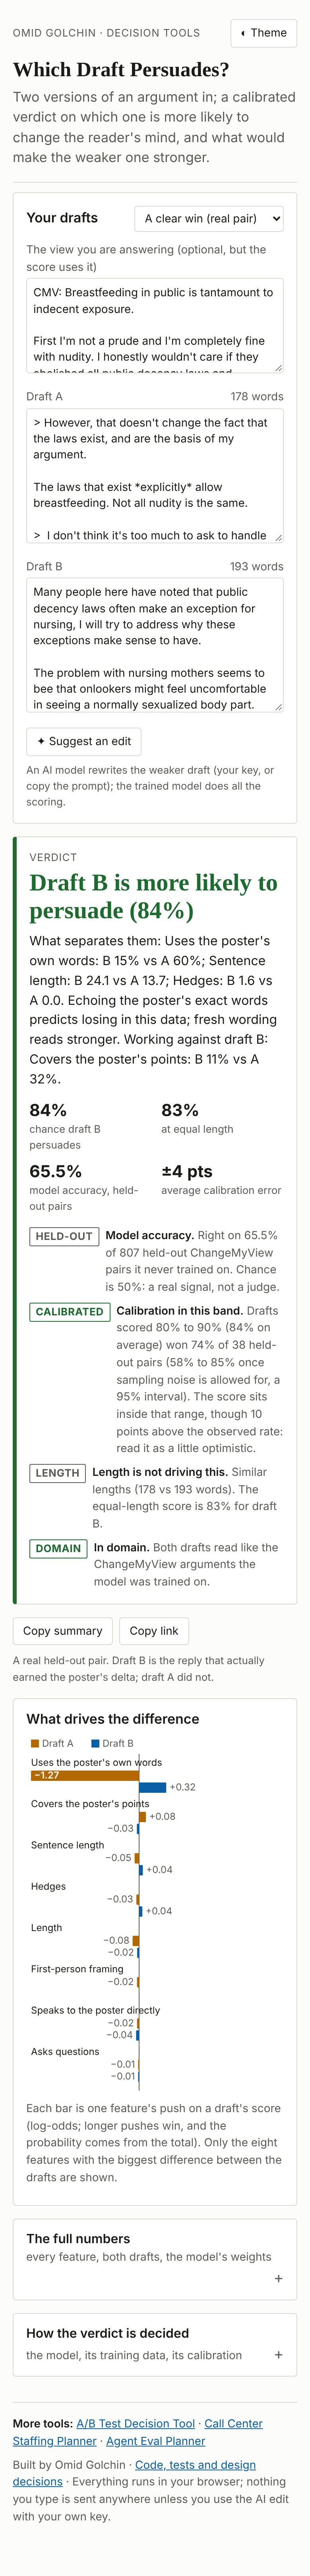 OMID GOLCHIN · DECISION TOOLS
Theme
Which Draft Persuades?
Two versions of an argument in; a calibrated
verdict on which one is more likely to
change the reader's mind, and what would
make the weaker one stronger.
Your drafts
A clear win (real pair)
The view you are answering (optional, but the
score uses it)
CMV: Breastfeeding in public is tantamount to
indecent exposure.
First I'm not a prude and I'm completely fine
with nudity. I honestly wouldn't care if they
Draft A
178 words
> However, that doesn't change the fact that
the laws exist, and are the basis of my
argument.
The laws that exist *explicitly* allow
breastfeeding. Not all nudity is the same.
> I don't think it's too much to ask to handle
Draft B
193 words
Many people here have noted that public
decency laws often make an exception for
nursing, I will try to address why these
exceptions make sense to have.
The problem with nursing mothers seems to
bee that onlookers might feel uncomfortable
in seeing a normally sexualized body part.
✦ Suggest an edit
An AI model rewrites the weaker draft (your key, or
copy the prompt); the trained model does all the
scoring.
VERDICT
Draft B is more likely to
persuade (84%)
What separates them: Uses the poster's
own words: B 15% vs A 60%; Sentence
length: B 24.1 vs A 13.7; Hedges: B 1.6 vs
A 0.0. Echoing the poster's exact words
predicts losing in this data; fresh wording
reads stronger. Working against draft B:
Covers the poster's points: B 11% vs A
32%.
84%
chance draft B
persuades
83%
at equal length
65.5%
model accuracy, held-
out pairs
±4 pts
average calibration error
HELD-OUT
Model accuracy. Right on 65.5%
of 807 held-out ChangeMyView
pairs it never trained on. Chance
is 50%: a real signal, not a judge.
CALIBRATED
Calibration in this band. Drafts
scored 80% to 90% (84% on
average) won 74% of 38 held-
out pairs (58% to 85% once
sampling noise is allowed for, a
95% interval). The score sits
inside that range, though 10
points above the observed rate:
read it as a little optimistic.
LENGTH
Length is not driving this. Similar
lengths (178 vs 193 words). The
equal-length score is 83% for draft
B.
DOMAIN
In domain. Both drafts read like the
ChangeMyView arguments the
model was trained on.
Copy summary
Copy link
A real held-out pair. Draft B is the reply that actually
earned the poster's delta; draft A did not.
What drives the difference
Draft A
Draft B
Uses the poster's own words
−1.27
+0.32
Covers the poster's points
+0.08
−0.03
Sentence length
−0.05
+0.04
Hedges
−0.03
+0.04
Length
−0.08
−0.02
First-person framing
−0.02
Speaks to the poster directly
−0.02
−0.04
Asks questions
−0.01
−0.01
Each bar is one feature's push on a draft's score
(log-odds; longer pushes win, and the
probability comes from the total). Only the eight
features with the biggest difference between the
drafts are shown.
The full numbers
every feature, both drafts, the model's weights
+
How the verdict is decided
the model, its training data, its calibration
+
More tools: A/B Test Decision Tool · Call Center
Staffing Planner · Agent Eval Planner
Built by Omid Golchin · Code, tests and design
decisions · Everything runs in your browser; nothing
you type is sent anywhere unless you use the AI edit
with your own key.